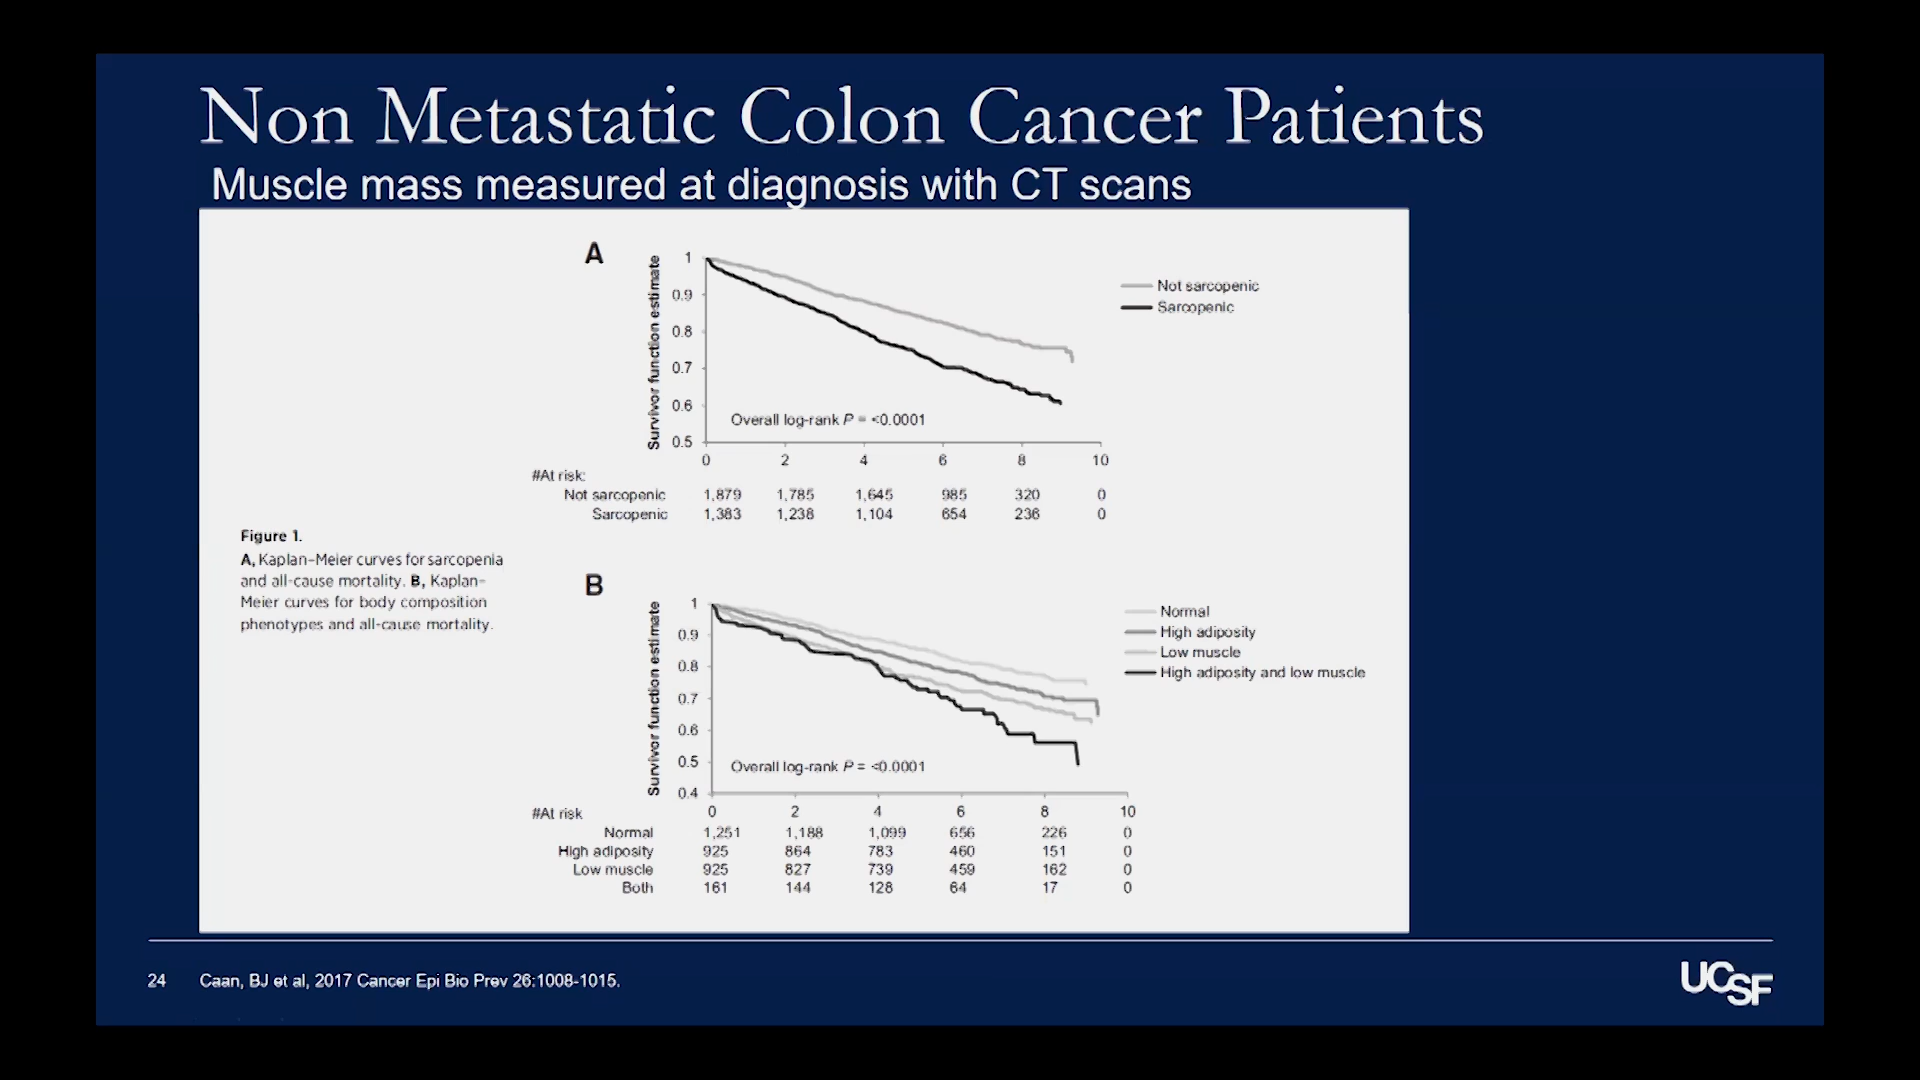 Non Metastatic Colon Cancer Patients
Muscle mass measured at diagnosis with CT scans
A
Survivor function estimate
1
0.9
0.8
0.7
0.6
0.5
Overall log-rank P = <0.0001
0 2 4 6 8 10
Not sarcopenic
Sarcopenic
#At risk:
Not sarcopenic 1,879 1,785 1,645 985 320 0
Sarcopenic 1,383 1,238 1,104 654 236 0
Figure 1.
A, Kaplan–Meier curves for sarcopenia
and all-cause mortality. B, Kaplan–
Meier curves for body composition
phenotypes and all-cause mortality.
B
Survivor function estimate
1
0.9
0.8
0.7
0.6
0.5
0.4
Overall log-rank P = <0.0001
0 2 4 6 8 10
Normal
High adiposity
Low muscle
High adiposity and low muscle
#At risk
Normal 1,251 1,188 1,099 656 226 0
High adiposity 925 864 783 460 151 0
Low muscle 925 827 739 459 162 0
Both 161 144 128 64 17 0
24 Caan, BJ et al, 2017 Cancer Epi Bio Prev 26:1008-1015.
UCSF